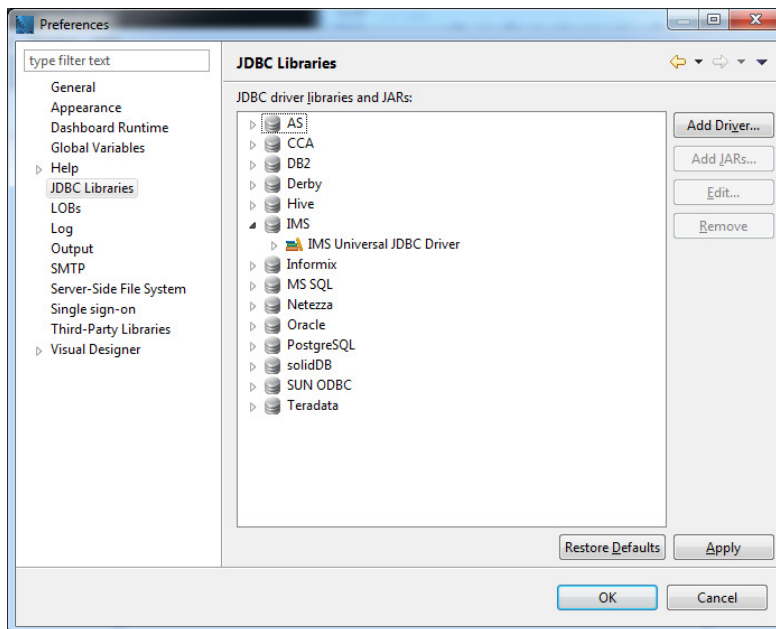 Preferences
type filter text
General
Appearance
Dashboard Runtime
Global Variables
Help
JDBC Libraries
LOBs
Log
Output
SMTP
Server-Side File System
Single sign-on
Third-Party Libraries
Visual Designer
JDBC Libraries
JDBC driver libraries and JARs:
AS
CCA
DB2
Derby
Hive
IMS
IMS Universal JDBC Driver
Informix
MS SQL
Netezza
Oracle
PostgreSQL
solidDB
SUN ODBC
Teradata
Add Driver...
Add JARs...
Edit...
Remove
Restore Defaults
Apply
OK
Cancel